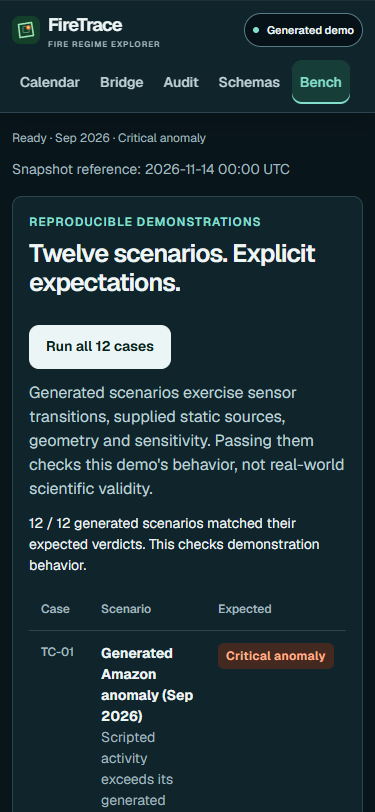 FireTrace
FIRE REGIME EXPLORER
Generated demo
Calendar Bridge Audit Schemas Bench
Ready · Sep 2026 · Critical anomaly
Snapshot reference: 2026-11-14 00:00 UTC
REPRODUCIBLE DEMONSTRATIONS
Twelve scenarios. Explicit
expectations.
Run all 12 cases
Generated scenarios exercise sensor
transitions, supplied static sources,
geometry and sensitivity. Passing them
checks this demo's behavior, not real-world
scientific validity.
12 / 12 generated scenarios matched their
expected verdicts. This checks demonstration
behavior.
Case Scenario Expected
TC-01 Generated Critical anomaly
Amazon
anomaly (Sep
2026)
Scripted
activity
exceeds its
generated